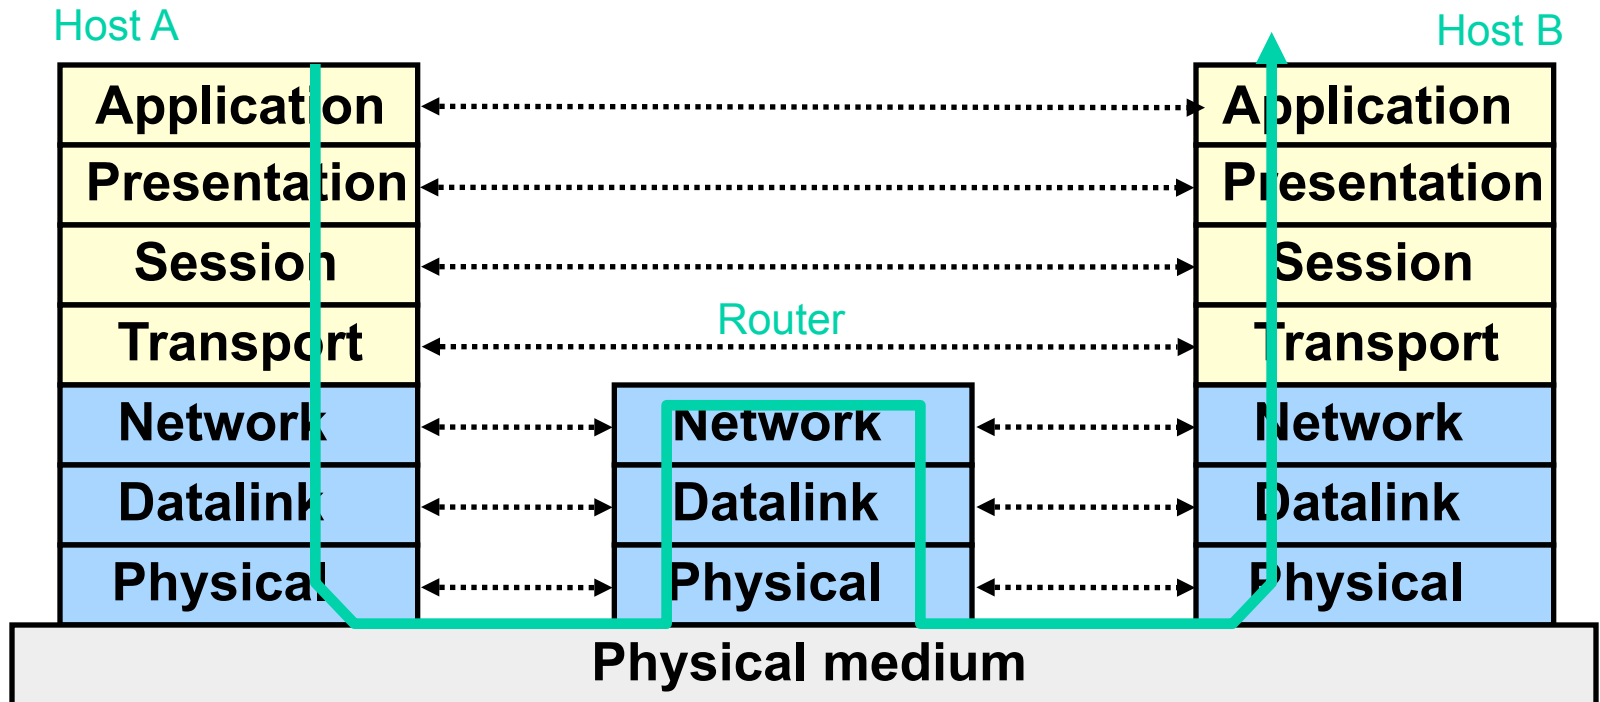 Host A
Host B
Application
Application
Presentation
Presentation
Session
Session
Router
Transport
Transport
Network
Network
Network
Datalink
Datalink
Datalink
Physical
Physical
Physical
Physical medium